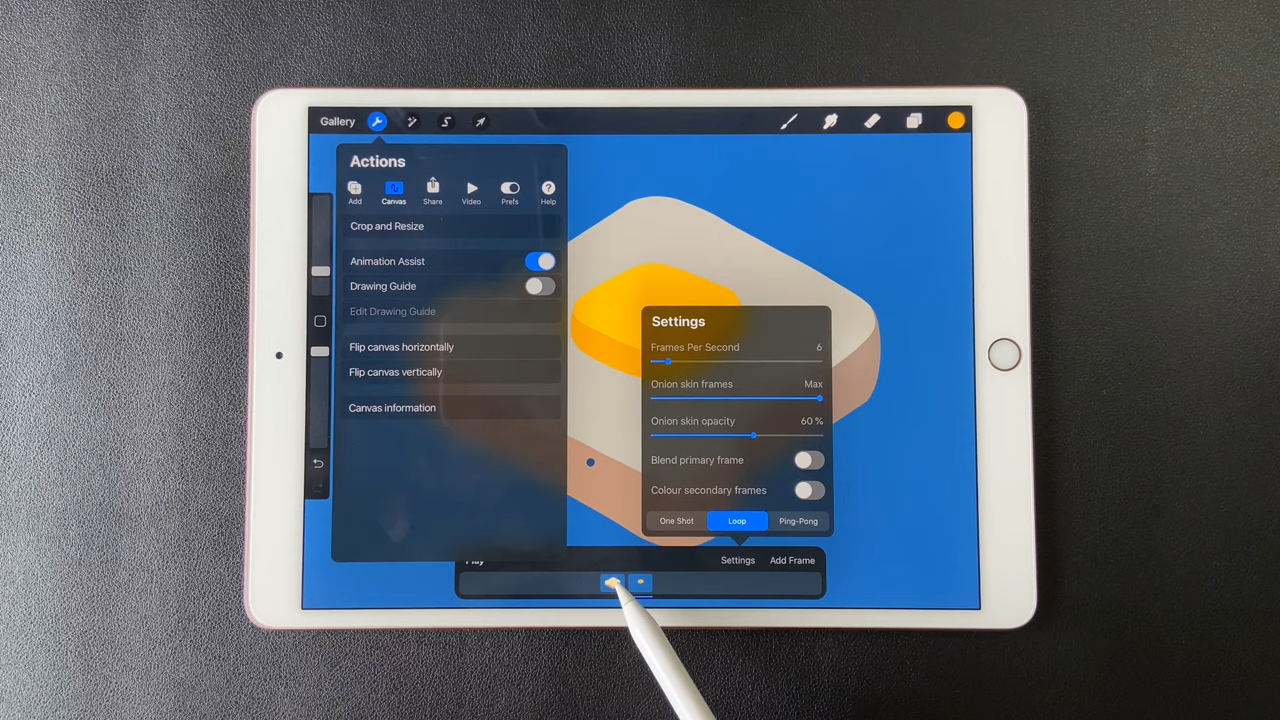 Gallery
Actions
Add Canvas Share Video Prefs Help
Crop and Resize
Animation Assist
Drawing Guide
Edit Drawing Guide
Flip canvas horizontally
Flip canvas vertically
Canvas information
Settings
Frames Per Second 6
Onion skin frames Max
Onion skin opacity 60 %
Blend primary frame
Colour secondary frames
One Shot Loop Ping-Pong
Play Settings Add Frame